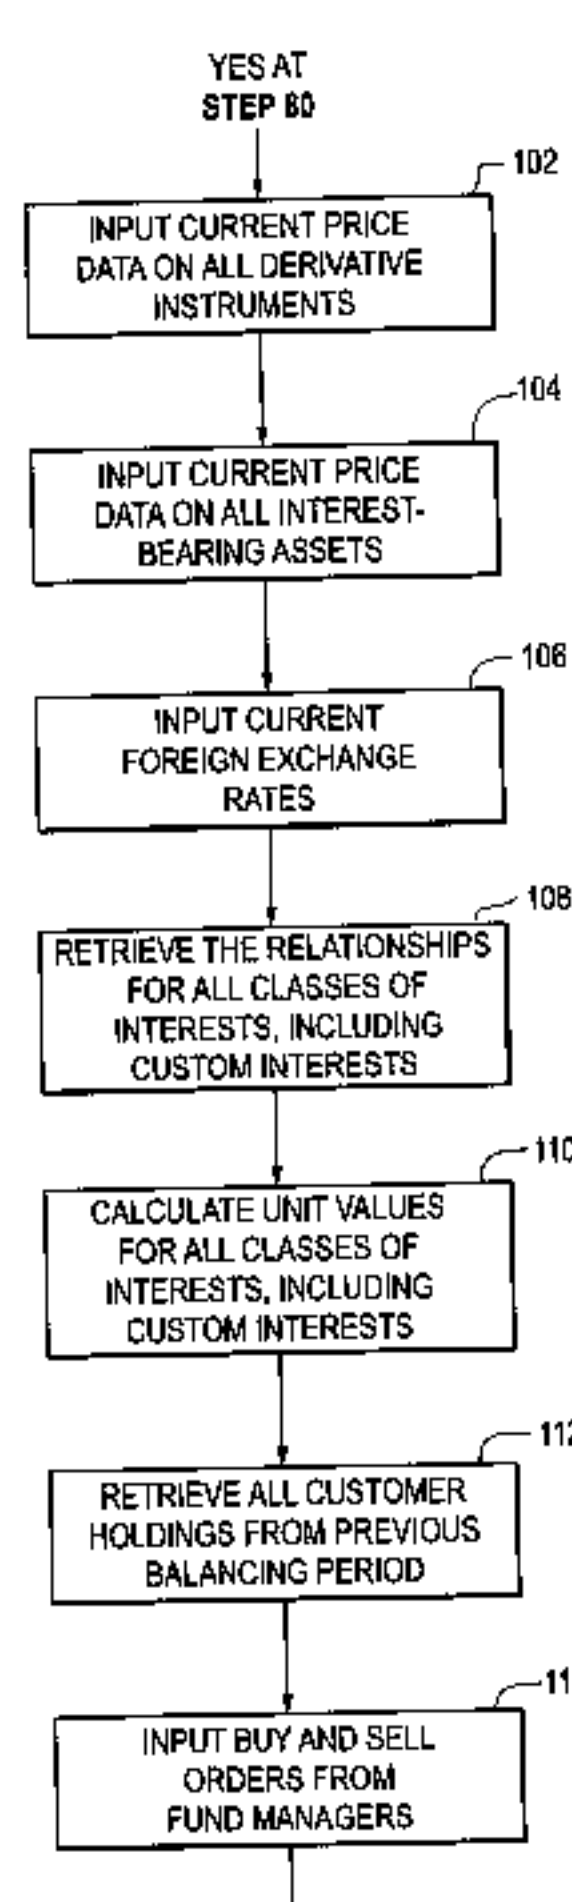 YES AT
STEP 80
102
INPUT CURRENT PRICE
DATA ON ALL DERIVATIVE
INSTRUMENTS
104
INPUT CURRENT PRICE
DATA ON ALL INTEREST-
BEARING ASSETS
106
INPUT CURRENT
FOREIGN EXCHANGE
RATES
108
RETRIEVE THE RELATIONSHIPS
FOR ALL CLASSES OF
INTERESTS, INCLUDING
CUSTOM INTERESTS
110
CALCULATE UNIT VALUES
FOR ALL CLASSES OF
INTERESTS, INCLUDING
CUSTOM INTERESTS
112
RETRIEVE ALL CUSTOMER
HOLDINGS FROM PREVIOUS
BALANCING PERIOD
11
INPUT BUY AND SELL
ORDERS FROM
FUND MANAGERS